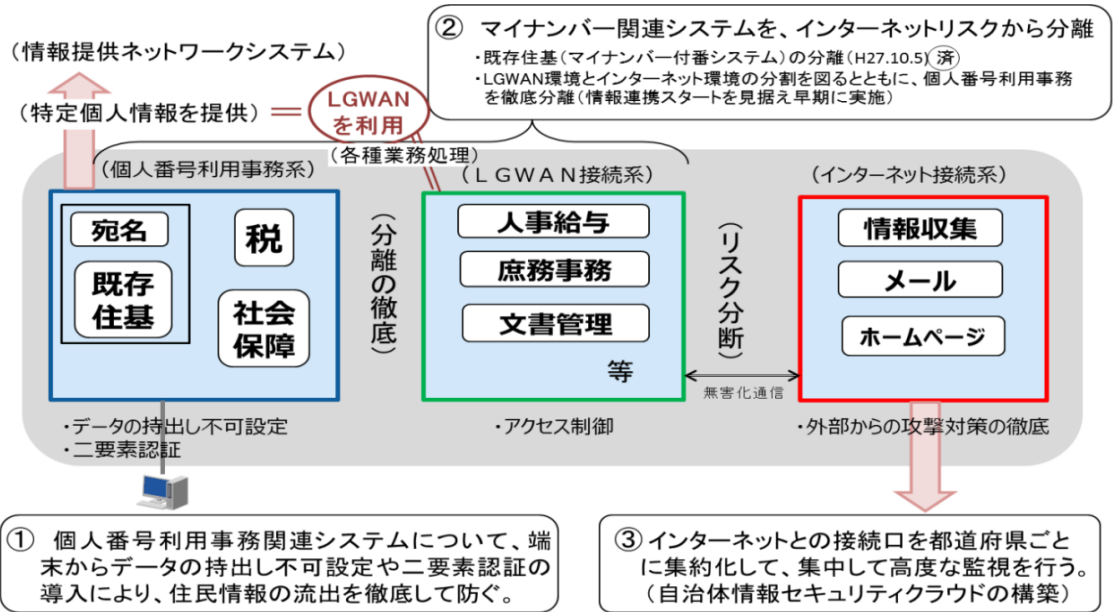 ② マイナンバー関連システムを、インターネットリスクから分離
・既存住基(マイナンバー付番システム)の分離(H27.10.5)済
・LGWAN環境とインターネット環境の分割を図るとともに、個人番号利用事務
を徹底分離(情報連携スタートを見据え早期に実施)
(情報提供ネットワークシステム)
(特定個人情報を提供)
LGWAN
を利用
(各種業務処理)
(個人番号利用事務系)
宛名
既存
住基
税
社会
保障
・データの持出し不可設定
・二要素認証
(分離の徹底)
(LGWAN接続系)
人事給与
庶務事務
文書管理
等
・アクセス制御
(リスク分断)
無害化通信
(インターネット接続系)
情報収集
メール
ホームページ
・外部からの攻撃対策の徹底
① 個人番号利用事務関連システムについて、端
末からデータの持出し不可設定や二要素認証の
導入により、住民情報の流出を徹底して防ぐ。
③ インターネットとの接続口を都道府県ごと
に集約化して、集中して高度な監視を行う。
(自治体情報セキュリティクラウドの構築)